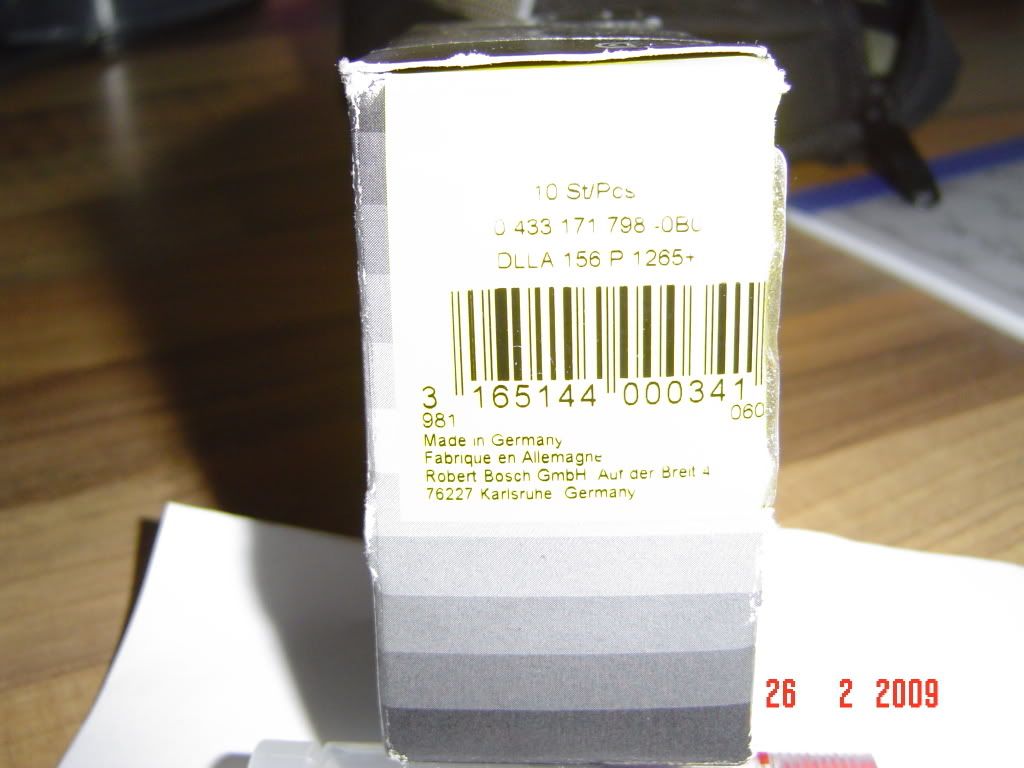 10 St/Pcs
0 433 171 798
DLLA 156 P 1265+
3 165144 000341
981 060
Made in Germany
Fabrique en Allemagne
Robert Bosch GmbH Auf der Breit 4
76227 Karlsruhe Germany
26 2 2009